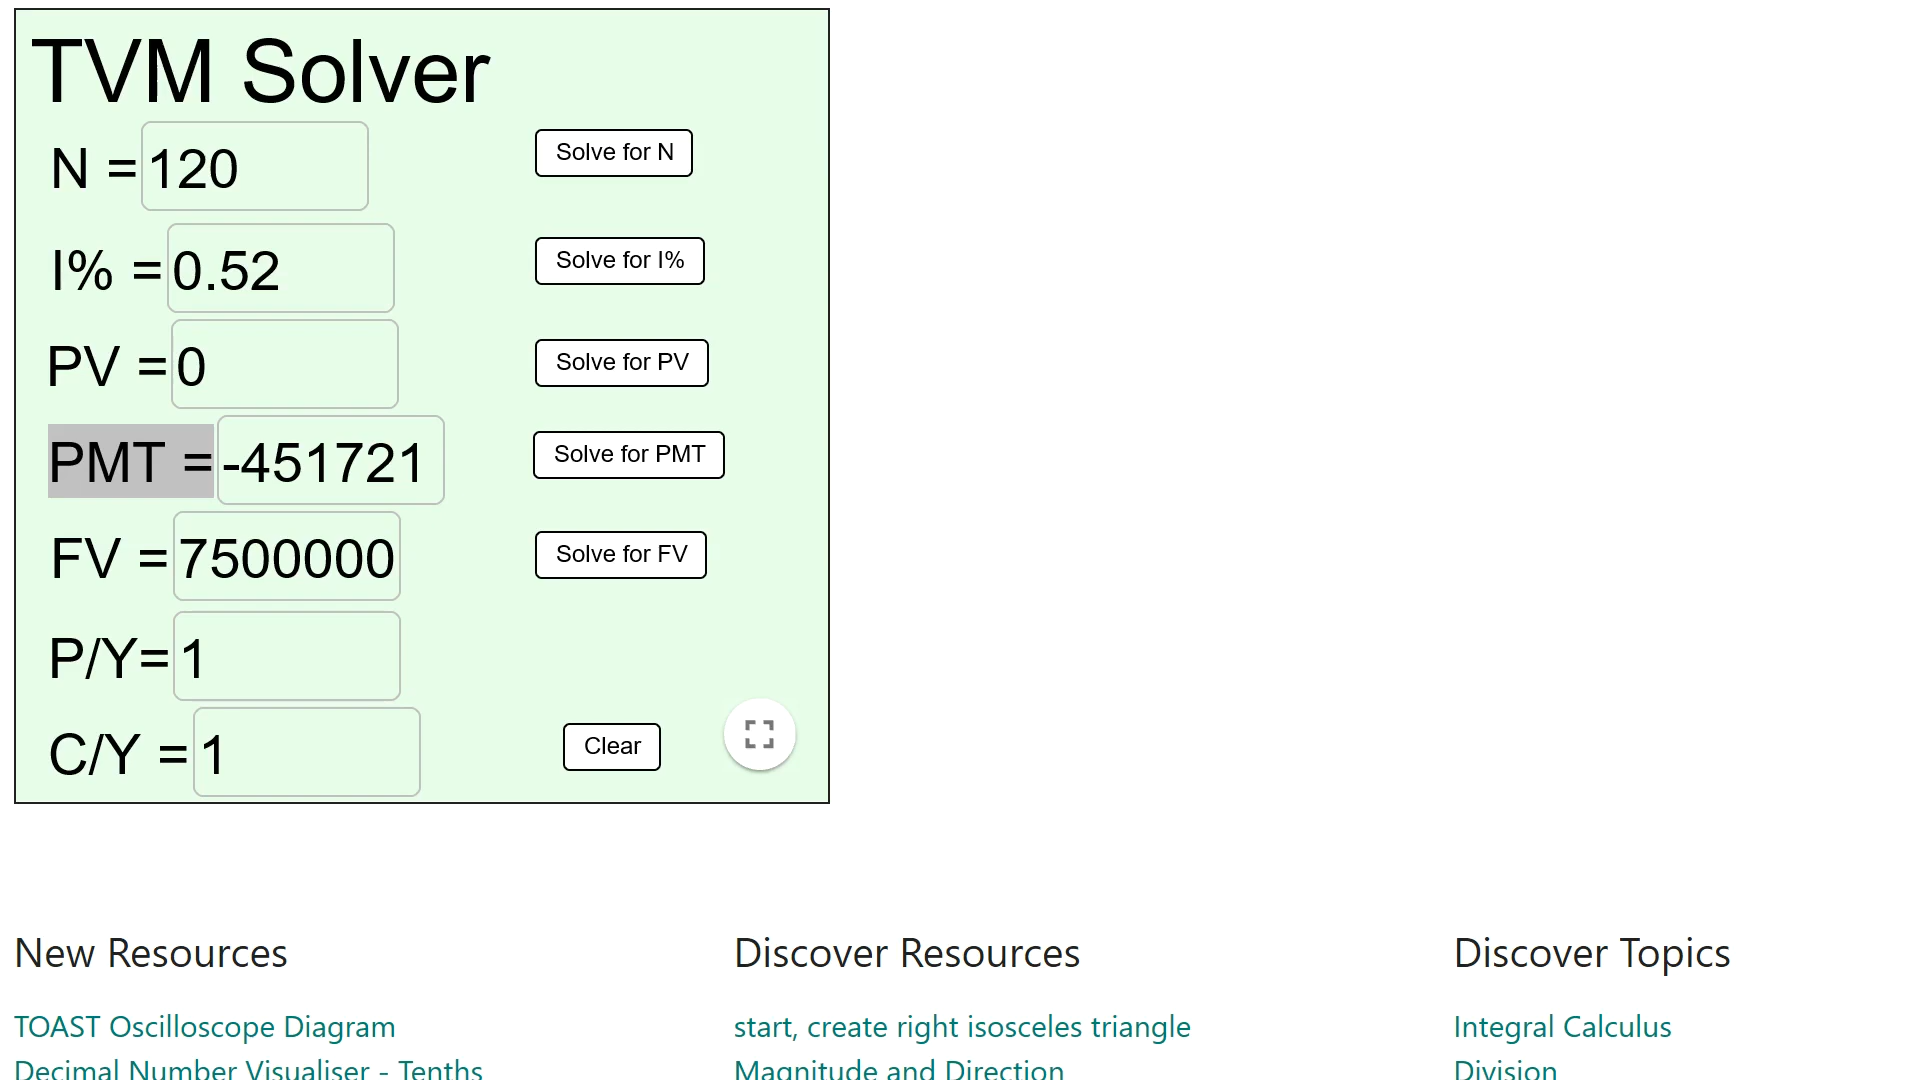 TVM Solver
N = 120
Solve for N
I% = 0.52
Solve for I%
PV = 0
Solve for PV
PMT = -451721
Solve for PMT
FV = 7500000
Solve for FV
P/Y= 1
C/Y = 1
Clear
New Resources
TOAST Oscilloscope Diagram
Decimal Number Visualiser - Tenths
Discover Resources
start, create right isosceles triangle
Magnitude and Direction
Discover Topics
Integral Calculus
Division